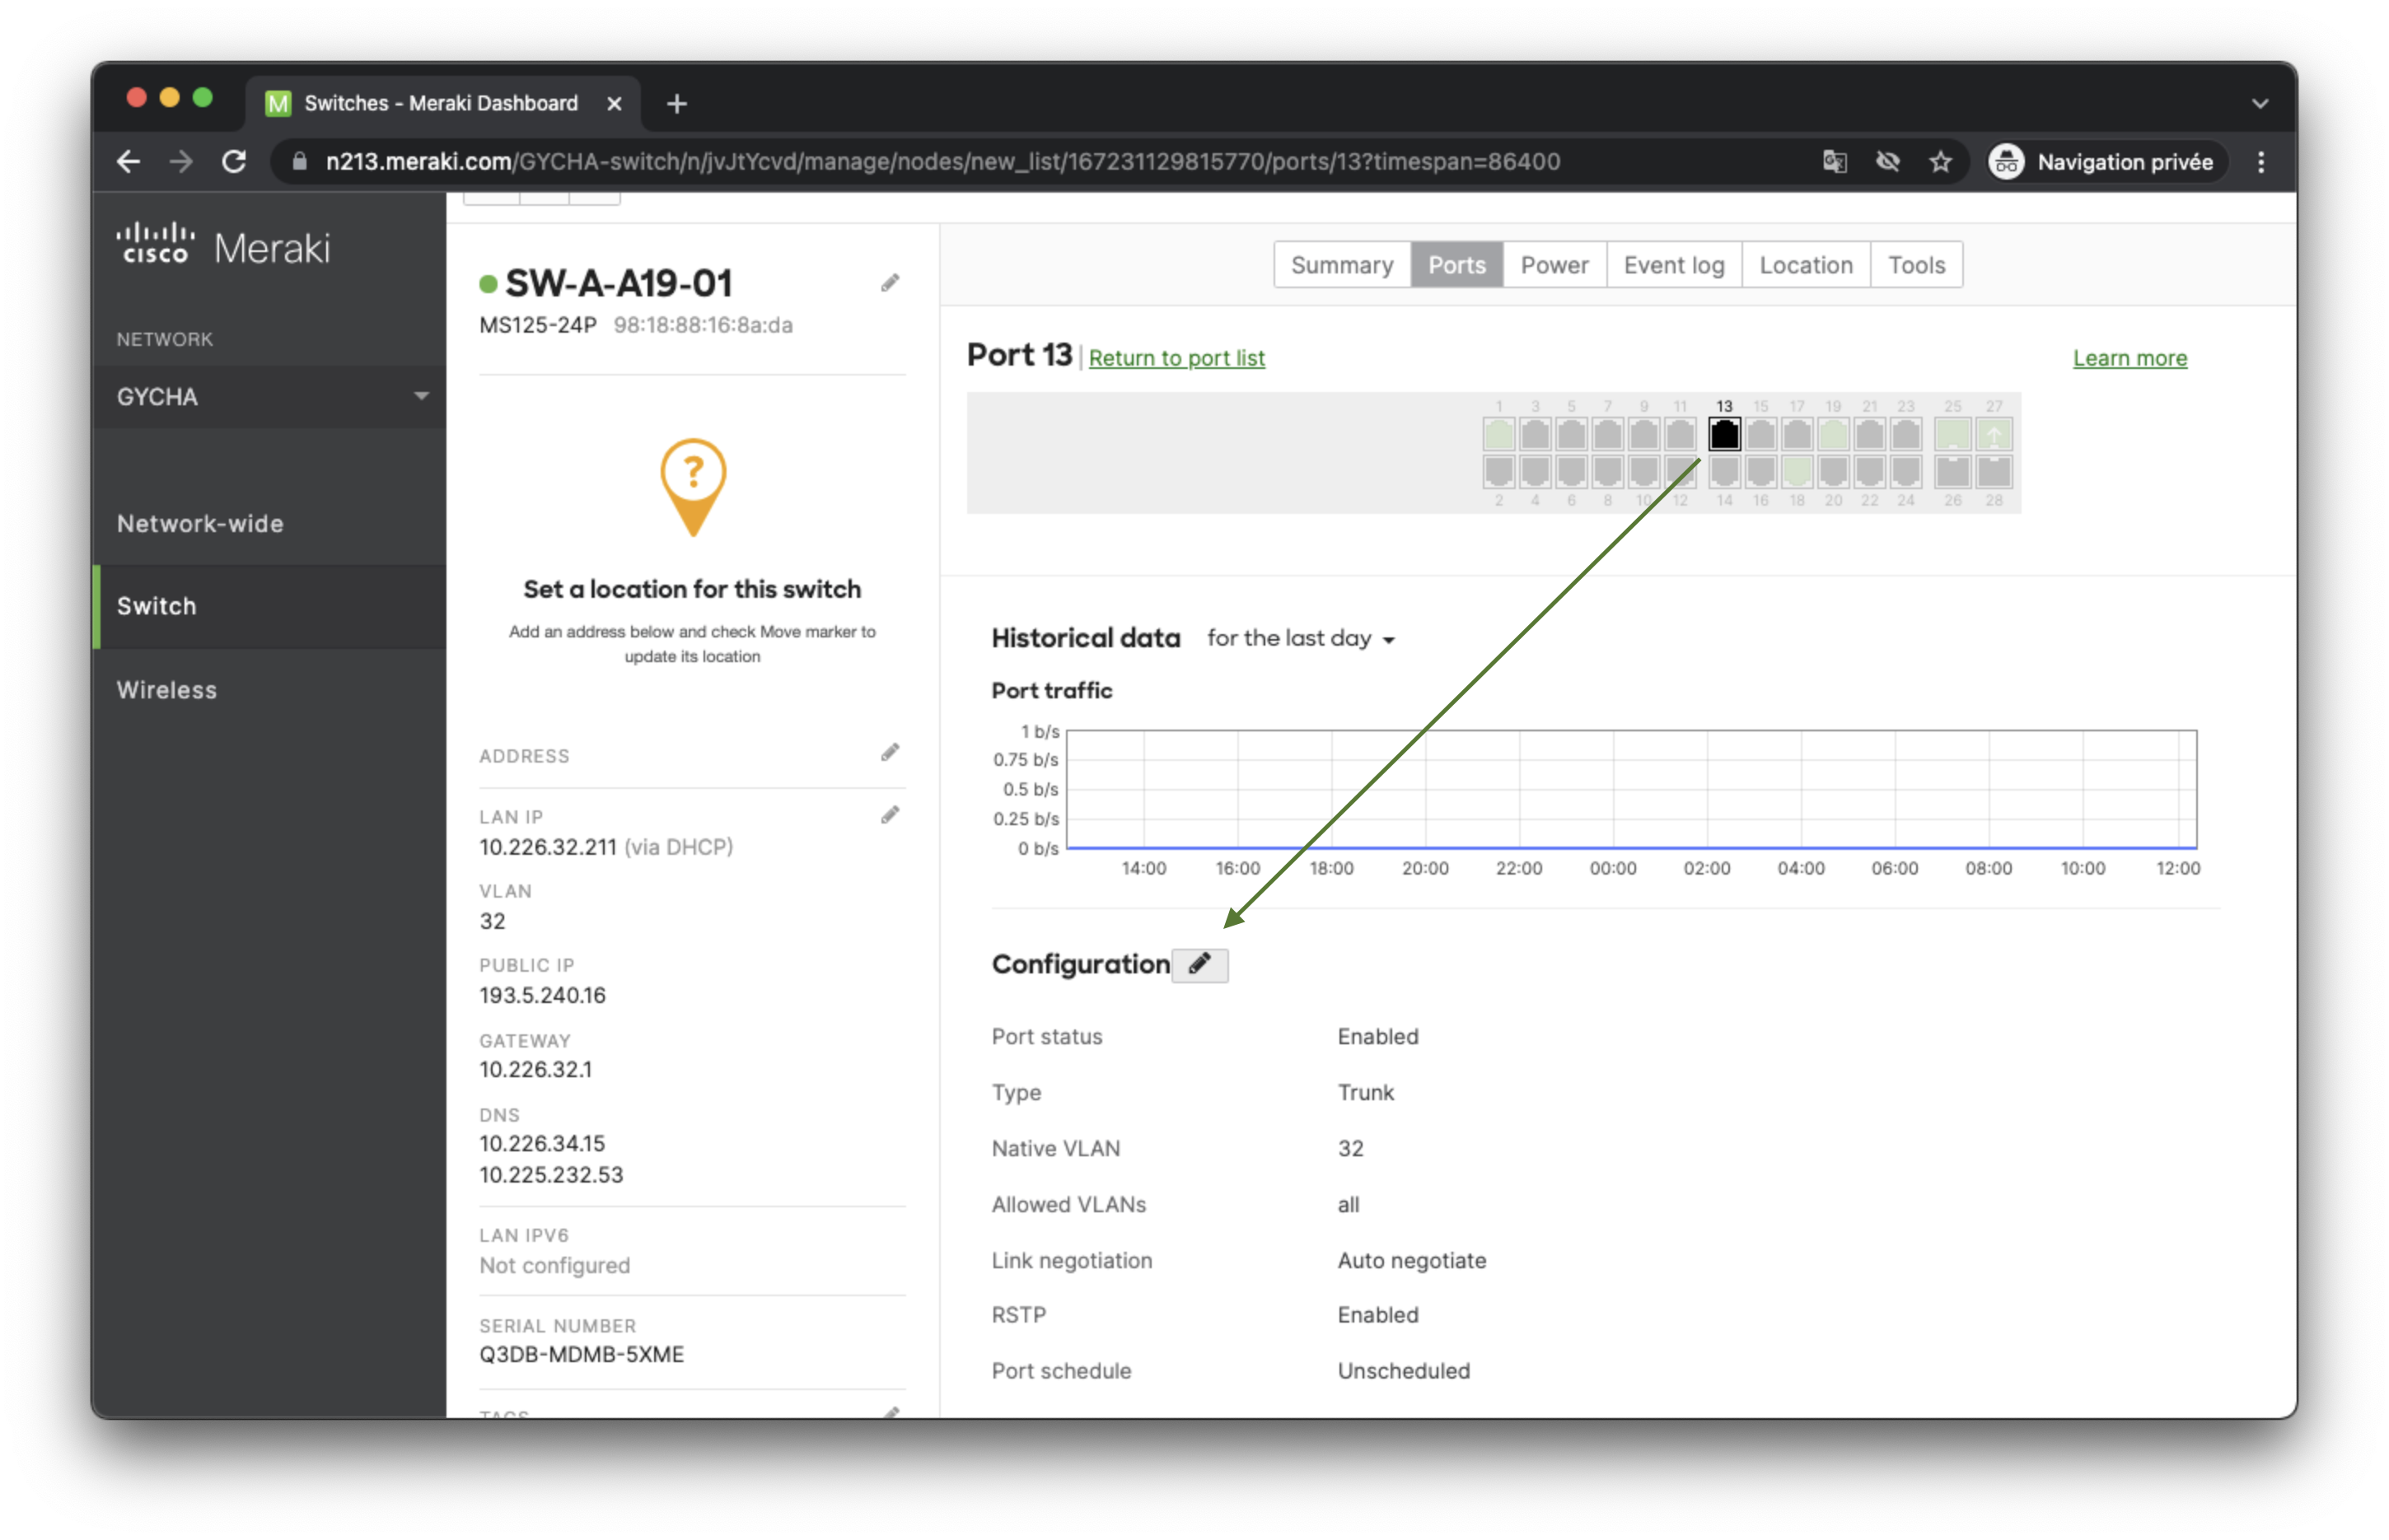 Switches - Meraki Dashboard
n213.meraki.com/GYCHA-switch/n/jvJtYcvd/manage/nodes/new_list/167231129815770/ports/13?timespan=86400
Navigation privée
cisco Meraki
NETWORK
GYCHA
Network-wide
Switch
Wireless
SW-A-A19-01
MS125-24P 98:18:88:16:8a:da
?
Set a location for this switch
Add an address below and check Move marker to
update its location
ADDRESS
LAN IP
10.226.32.211 (via DHCP)
VLAN
32
PUBLIC IP
193.5.240.16
GATEWAY
10.226.32.1
DNS
10.226.34.15
10.225.232.53
LAN IPV6
Not configured
SERIAL NUMBER
Q3DB-MDMB-5XME
TAGS
Summary Ports Power Event log Location Tools
Port 13 | Return to port list
Learn more
1 3 5 7 9 11 13 15 17 19 21 23 25 27
2 4 6 8 10 12 14 16 18 20 22 24 26 28
Historical data for the last day
Port traffic
1 b/s
0.75 b/s
0.5 b/s
0.25 b/s
0 b/s
14:00 16:00 18:00 20:00 22:00 00:00 02:00 04:00 06:00 08:00 10:00 12:00
Configuration
Port status Enabled
Type Trunk
Native VLAN 32
Allowed VLANs all
Link negotiation Auto negotiate
RSTP Enabled
Port schedule Unscheduled